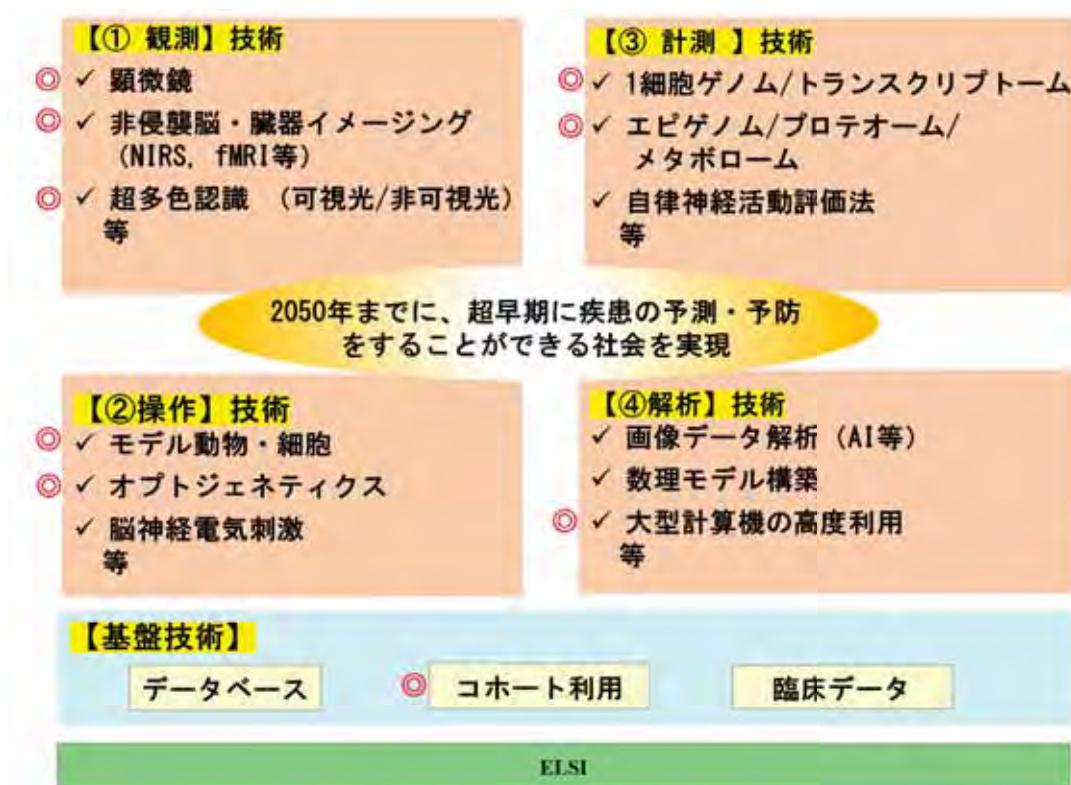 【① 観測】技術
◎ ✓ 顕微鏡
◎ ✓ 非侵襲脳・臓器イメージング
(NIRS, fMRI等)
◎ ✓ 超多色認識 (可視光/非可視光)
等
【③ 計測 】技術
◎ ✓ 1細胞ゲノム/トランスクリプトーム
◎ ✓ エピゲノム/プロテオーム/
メタボローム
✓ 自律神経活動評価法
等
2050年までに、超早期に疾患の予測・予防
をすることができる社会を実現
【②操作】技術
◎ ✓ モデル動物・細胞
◎ ✓ オプトジェネティクス
✓ 脳神経電気刺激
等
【④解析】技術
✓ 画像データ解析 (AI等)
✓ 数理モデル構築
◎ ✓ 大型計算機の高度利用
等
【基盤技術】
データベース
◎ コホート利用
臨床データ
ELSI